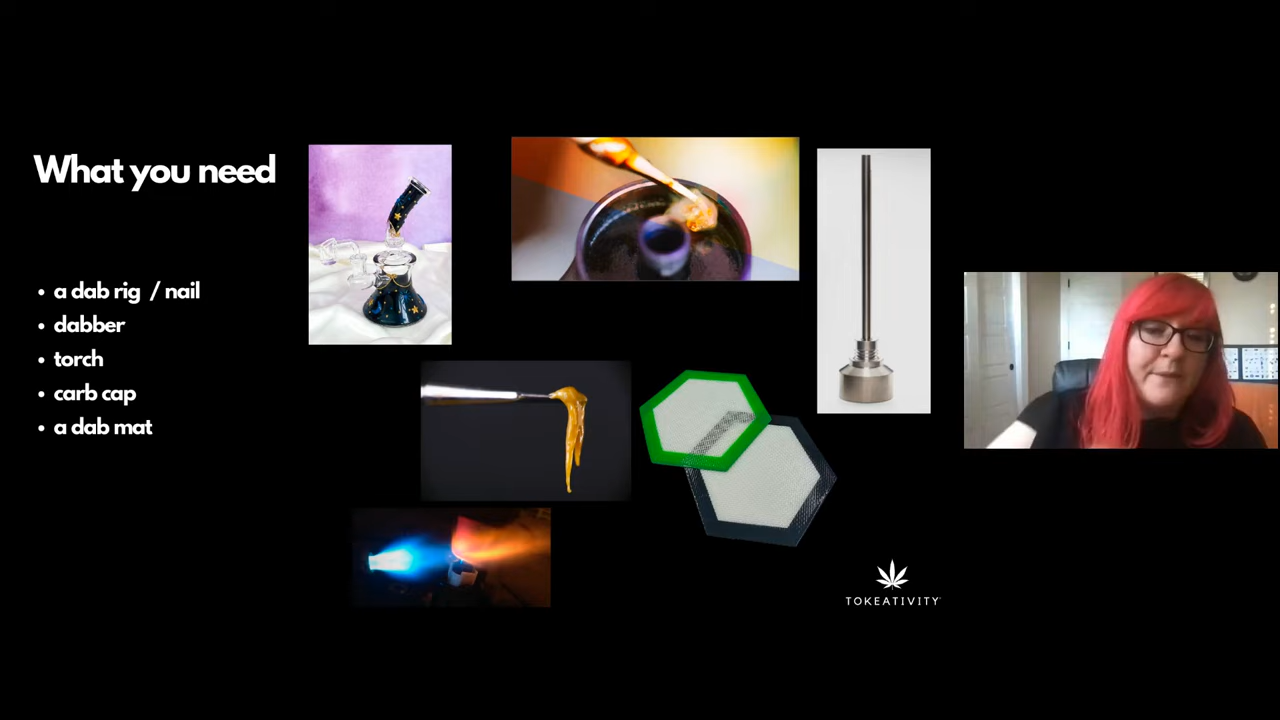 What you need
• a dab rig / nail
• dabber
• torch
• carb cap
• a dab mat
TOKEATIVITY